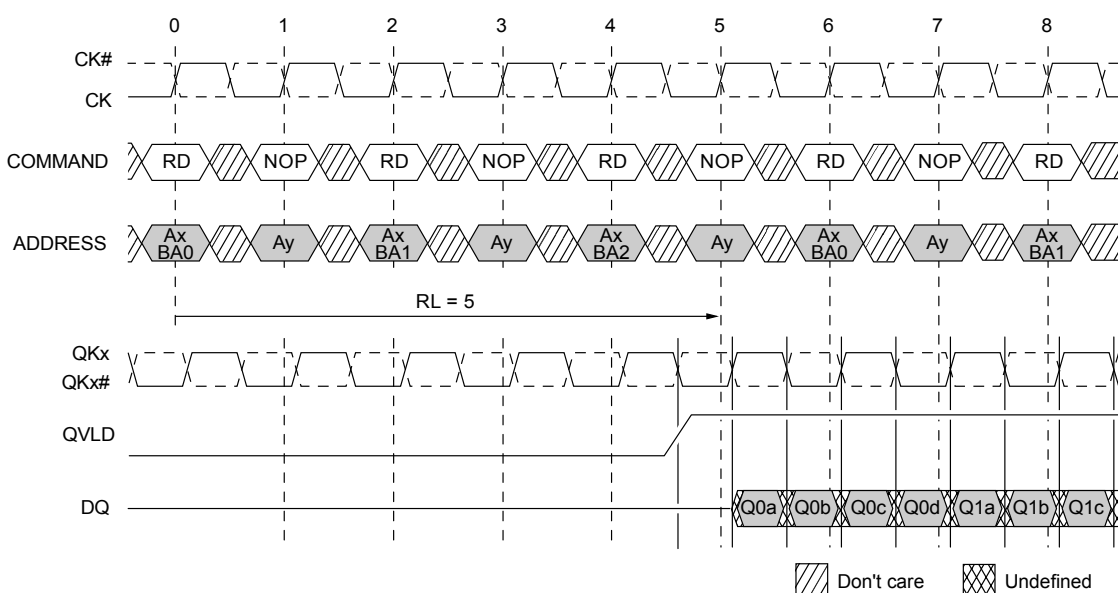 0 1 2 3 4 5 6 7 8
CK#
CK
COMMAND RD NOP RD NOP RD NOP RD NOP RD
ADDRESS Ax BA0 Ay Ax BA1 Ay Ax BA2 Ay Ax BA0 Ay Ax BA1
RL = 5
QKx
QKx#
QVLD
DQ Q0a Q0b Q0c Q0d Q1a Q1b Q1c
Don't care Undefined